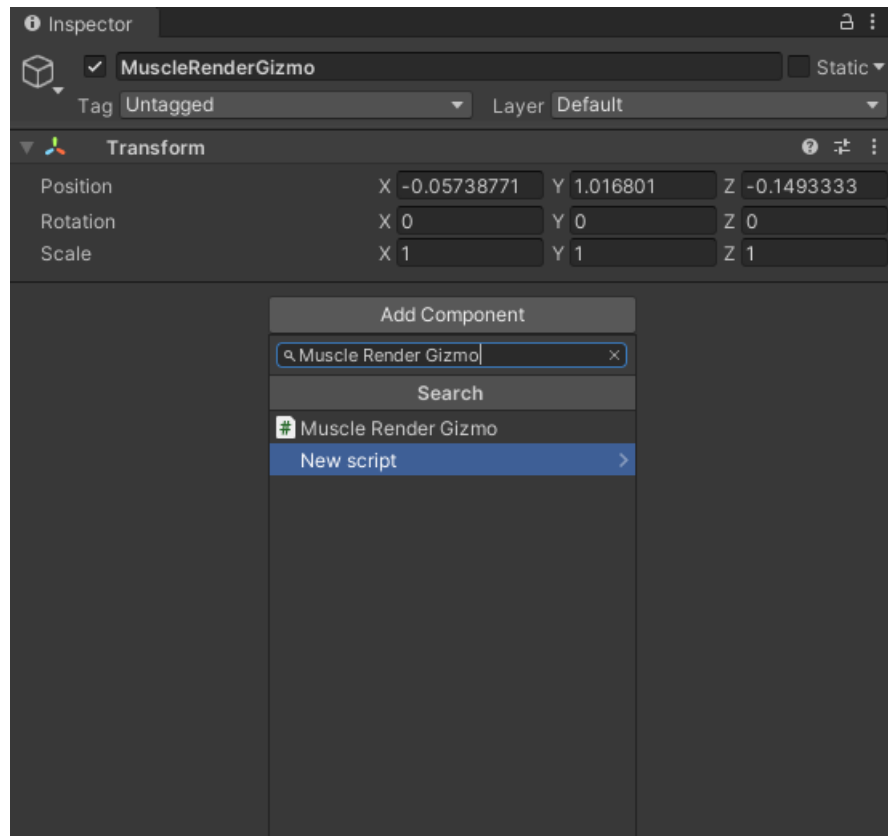 Inspector
MuscleRenderGizmo Static
Tag Untagged Layer Default
Transform
Position X -0.05738771 Y 1.016801 Z -0.1493333
Rotation X 0 Y 0 Z 0
Scale X 1 Y 1 Z 1
Add Component
Muscle Render Gizmo
Search
# Muscle Render Gizmo
New script